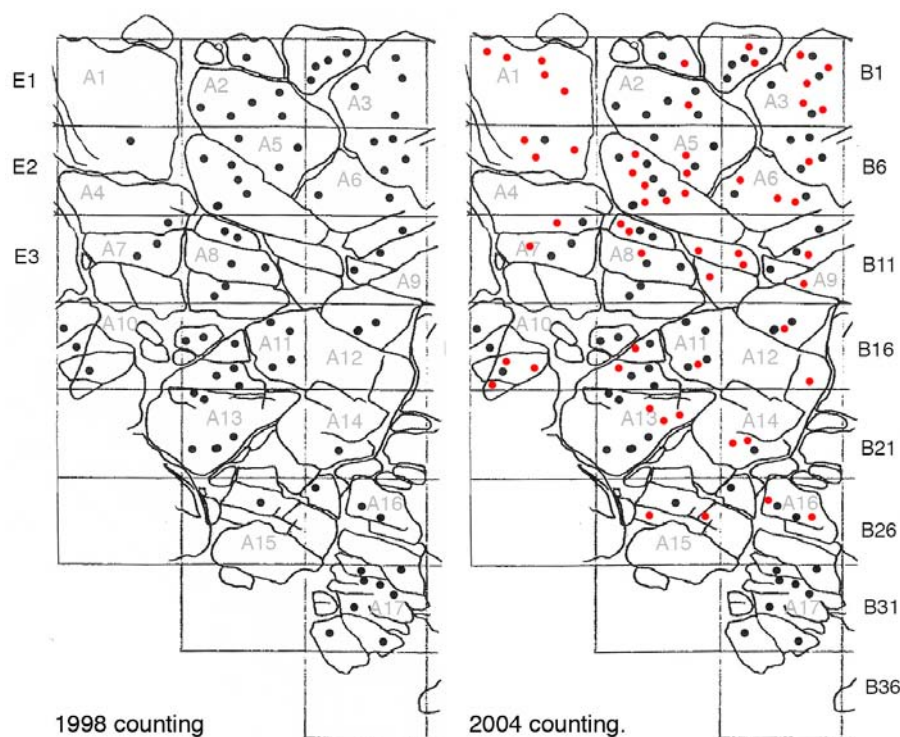 E1
E2
E3
A1
A2
A3
A4
A5
A6
A7
A8
A9
A10
A11
A12
A13
A14
A15
A16
A17
1998 counting
A1
A2
A3
A4
A5
A6
A7
A8
A9
A10
A11
A12
A13
A14
A15
A16
A17
B1
B6
B11
B16
B21
B26
B31
B36
2004 counting.